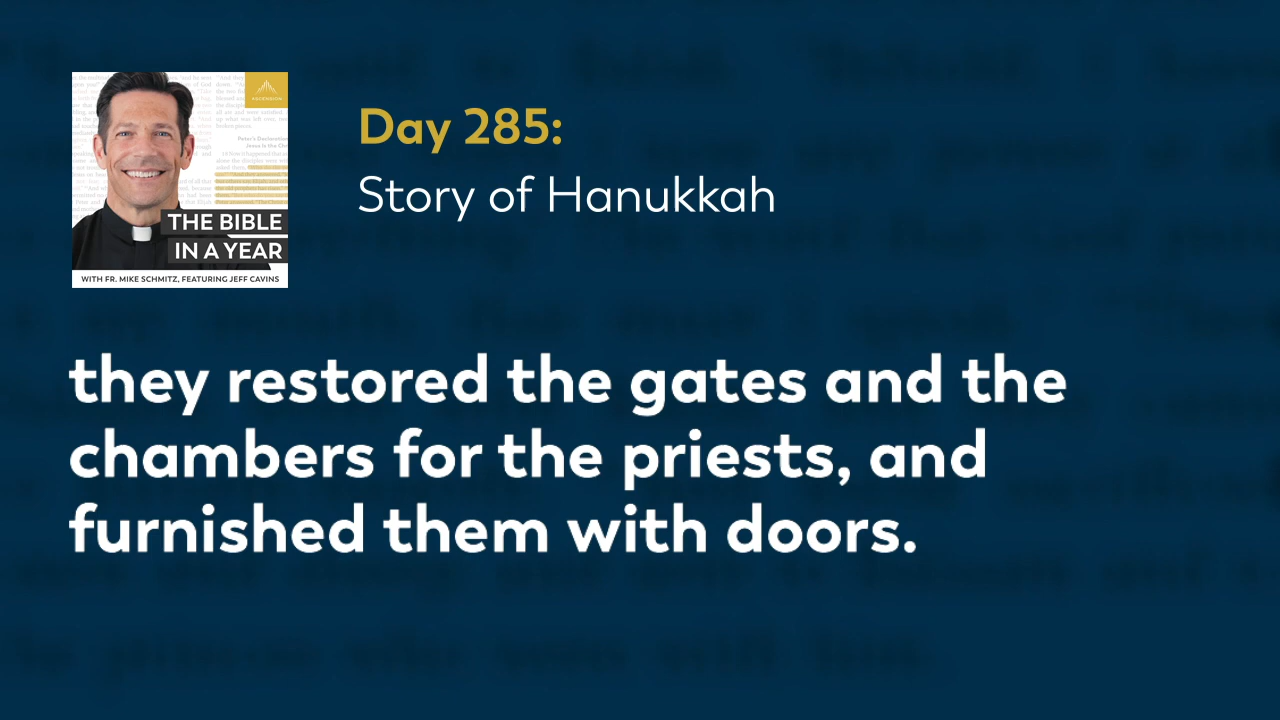 Day 285:
Story of Hanukkah
THE BIBLE
IN A YEAR
WITH FR. MIKE SCHMITZ, FEATURING JEFF CAVINS
they restored the gates and the
chambers for the priests, and
furnished them with doors.